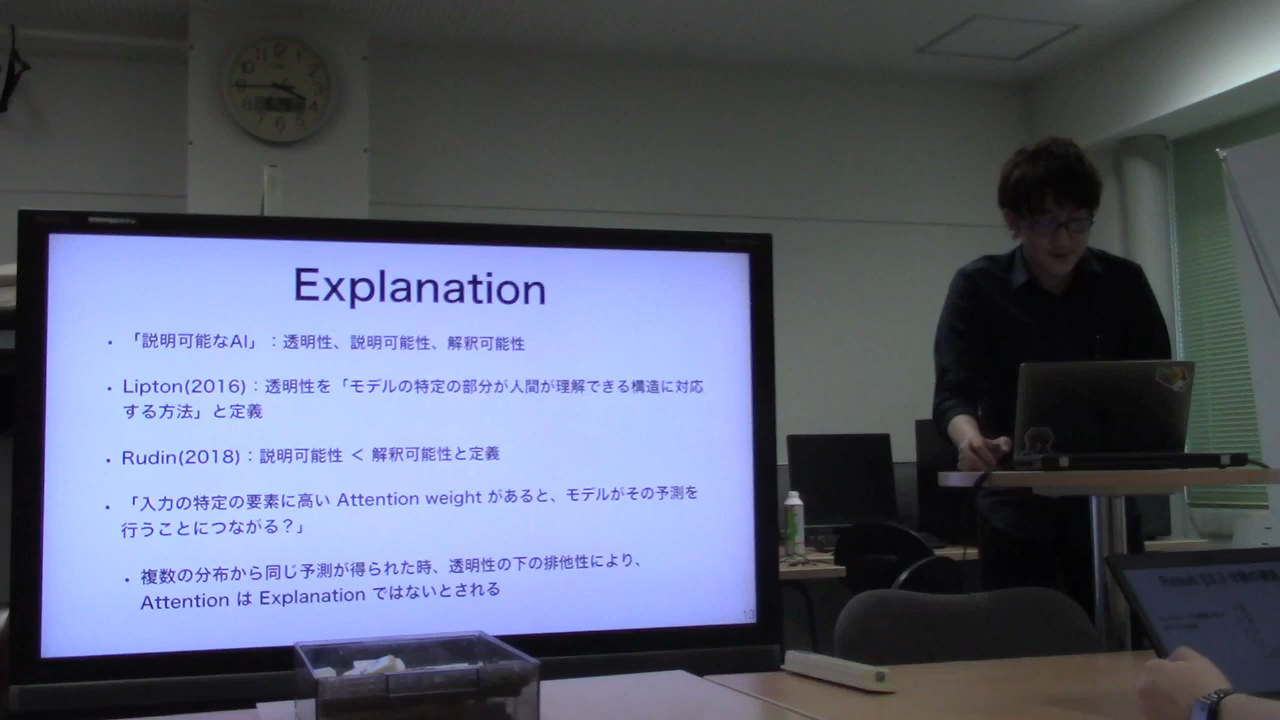 Explanation
・「説明可能なAI」：透明性、説明可能性、解釈可能性
・Lipton(2016)：透明性を「モデルの特定の部分が人間が理解できる構造に対応
する方法」と定義
・Rudin(2018)：説明可能性 ＜ 解釈可能性と定義
・「入力の特定の要素に高い Attention weight があると、モデルがその予測を
行うことにつながる？」
・複数の分布から同じ予測が得られた時、透明性の下の排他性により、
Attention は Explanation ではないとされる